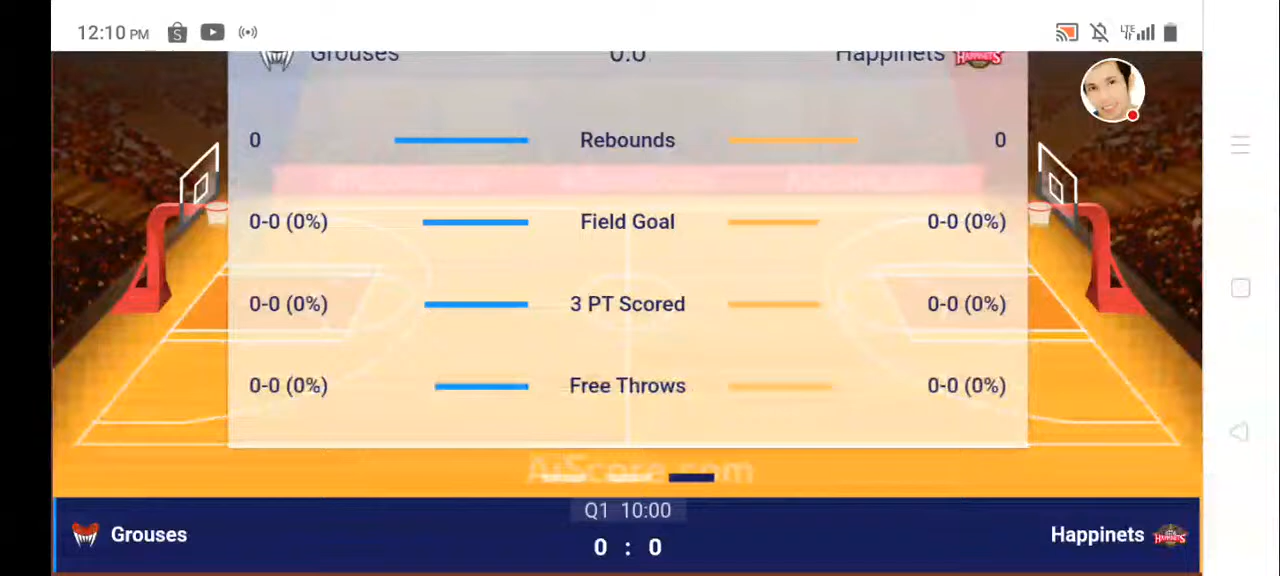 12:10 PM
Grouses 0:0 Happinets
0 Rebounds 0
0-0 (0%) Field Goal 0-0 (0%)
0-0 (0%) 3 PT Scored 0-0 (0%)
0-0 (0%) Free Throws 0-0 (0%)
AiScore.com
Q1 10:00
Grouses 0 : 0 Happinets